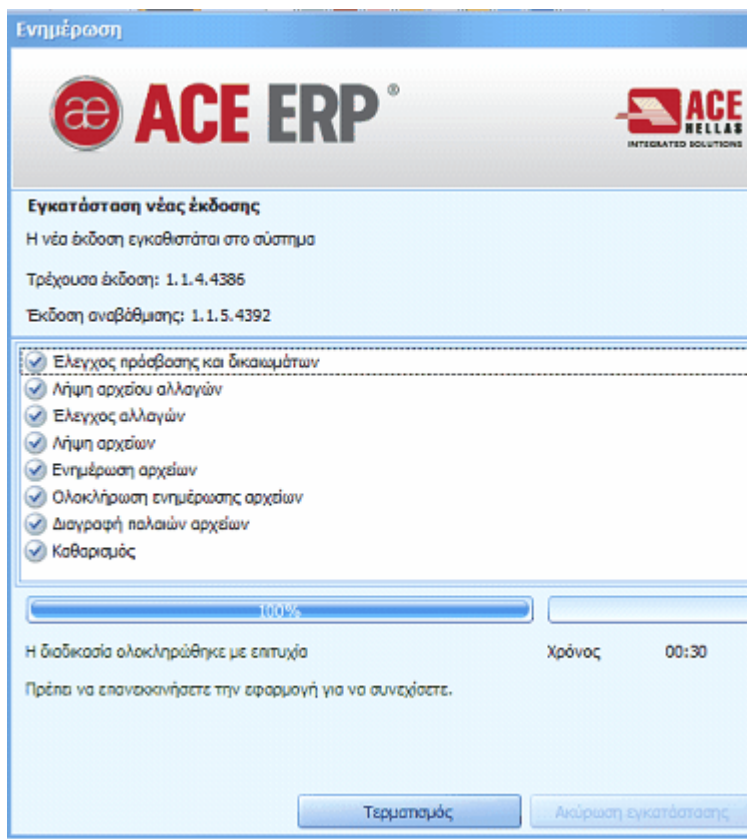 Ενημέρωση
æ ACE ERP®
ACE
HELLAS
INTEGRATED SOLUTIONS
Εγκατάσταση νέας έκδοσης
Η νέα έκδοση εγκαθιστάται στο σύστημα
Τρέχουσα έκδοση: 1.1.4.4386
Έκδοση αναβάθμισης: 1.1.5.4392
Έλεγχος πρόσβασης και δικαιωμάτων
Λήψη αρχείου αλλαγών
Έλεγχος αλλαγών
Λήψη αρχείων
Ενημέρωση αρχείων
Ολοκλήρωση ενημέρωσης αρχείων
Διαγραφή παλαιών αρχείων
Καθαρισμός
100%
Η διαδικασία ολοκληρώθηκε με επιτυχία Χρόνος 00:30
Πρέπει να επανεκκινήσετε την εφαρμογή για να συνεχίσετε.
Τερματισμός Ακύρωση εγκατάστασης